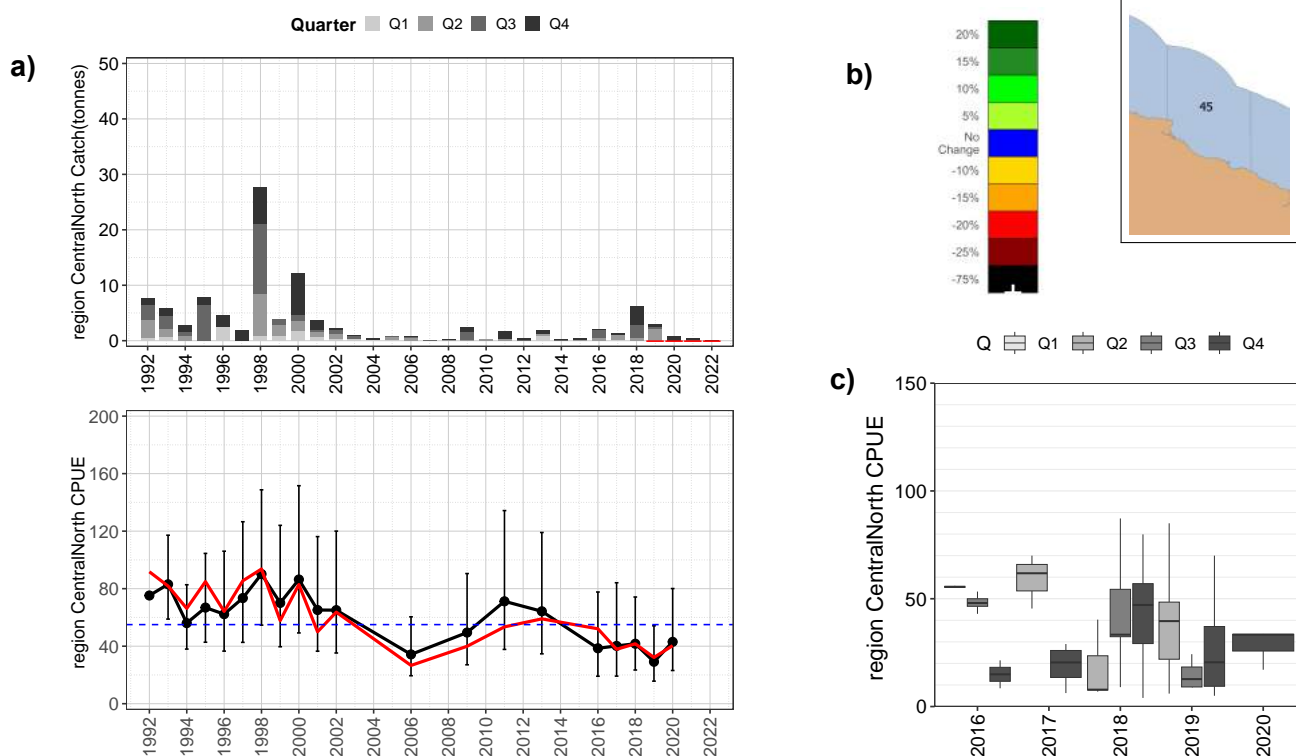 Quarter Q1 Q2 Q3 Q4
a)
region CentralNorth Catch(tonnes)
50
40
30
20
10
0
1992 1994 1996 1998 2000 2002 2004 2006 2008 2010 2012 2014 2016 2018 2020 2022
region CentralNorth CPUE
200
160
120
80
40
0
1992 1994 1996 1998 2000 2002 2004 2006 2008 2010 2012 2014 2016 2018 2020 2022
b)
20%
15%
10%
5%
No
Change
-10%
-15%
-20%
-25%
-75%
45
Q Q1 Q2 Q3 Q4
c)
region CentralNorth CPUE
150
100
50
0
2016 2017 2018 2019 2020